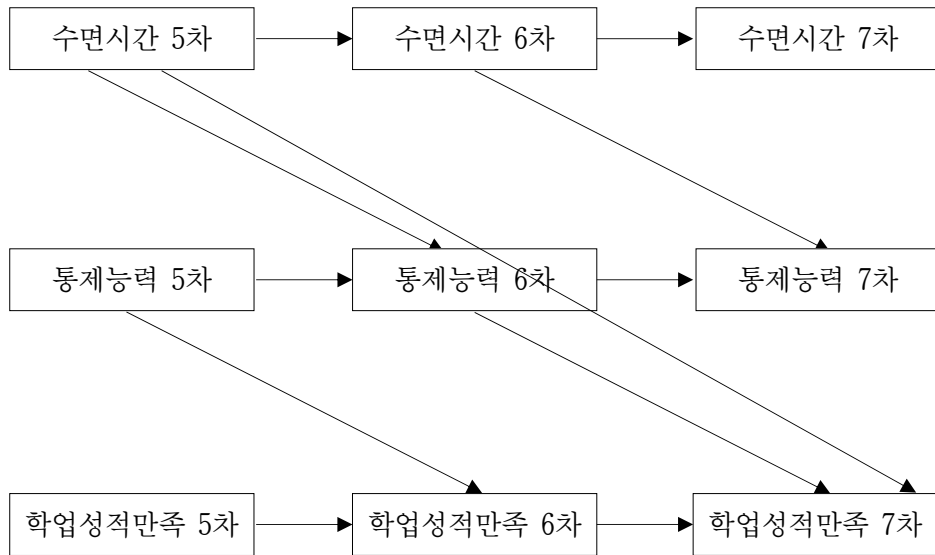 수면시간 5차
수면시간 6차
수면시간 7차
통제능력 5차
통제능력 6차
통제능력 7차
학업성적만족 5차
학업성적만족 6차
학업성적만족 7차